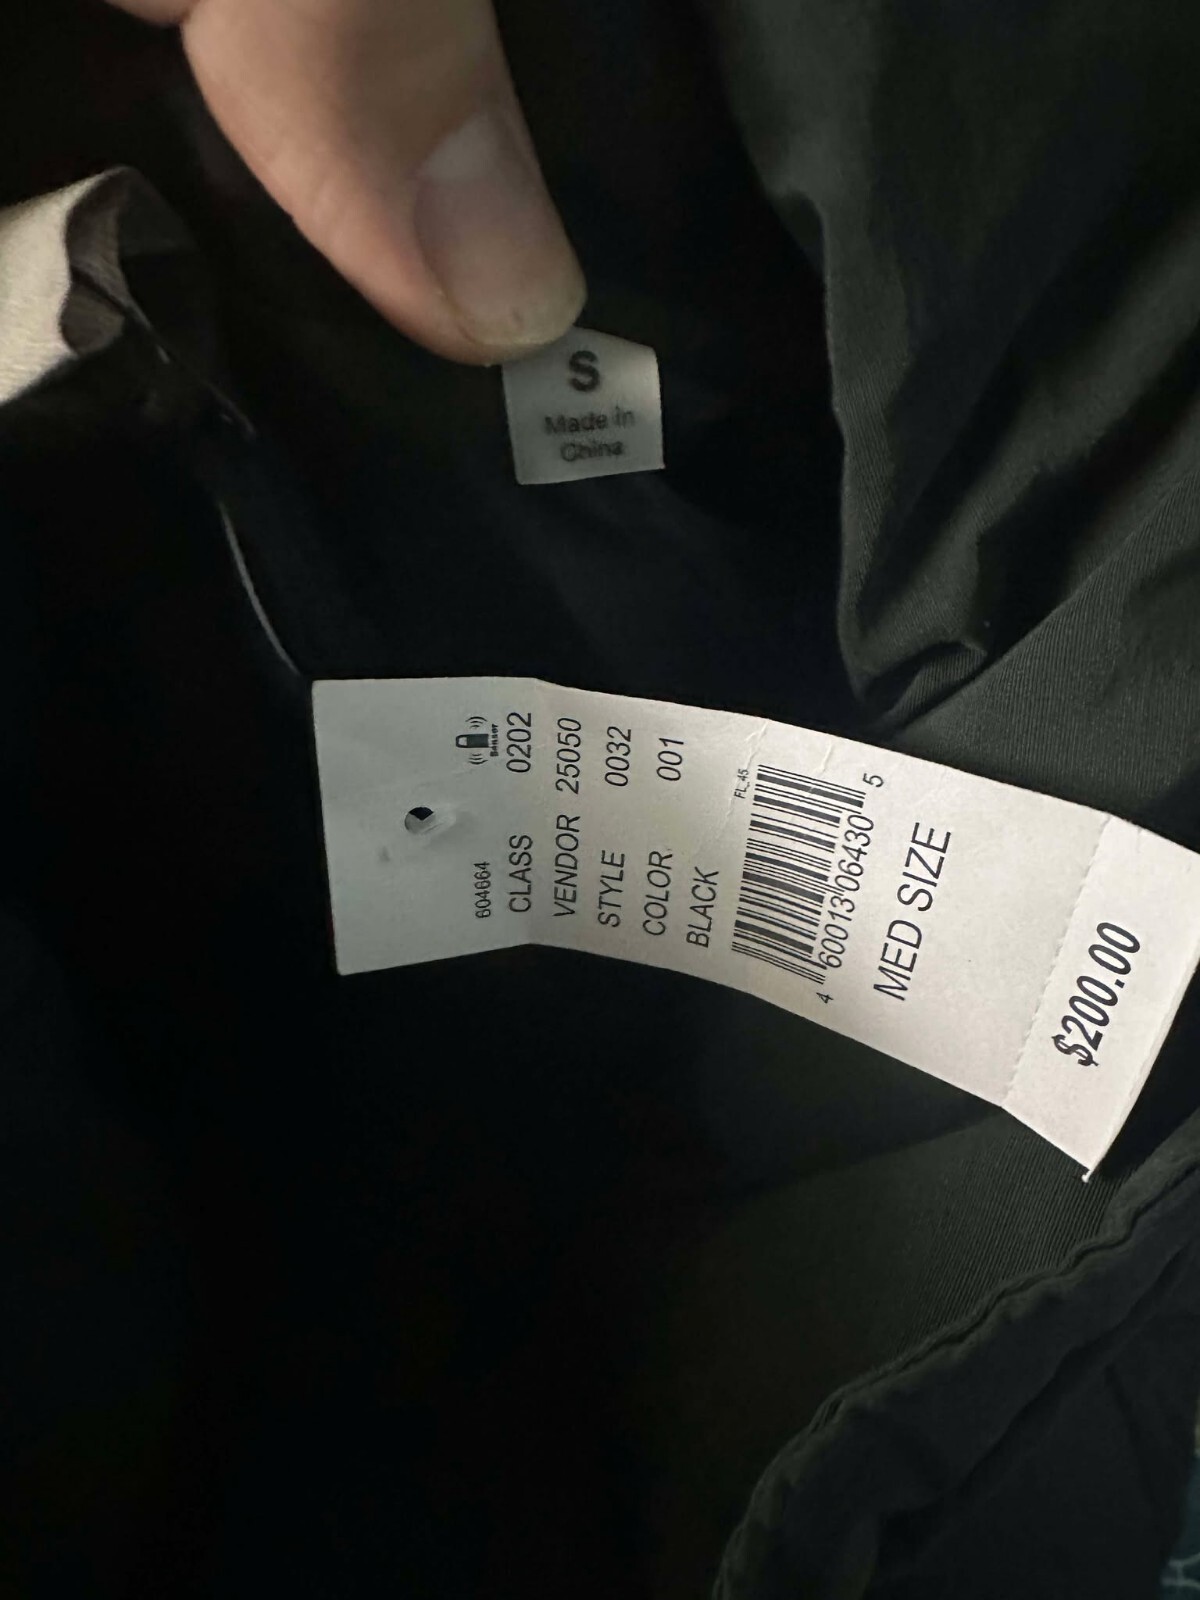 S
Made in
China
Sensor
604664
CLASS 0202
VENDOR 25050
STYLE 0032
COLOR 001
BLACK
FL_45
4 60013 06430 5
MED SIZE
$200.00